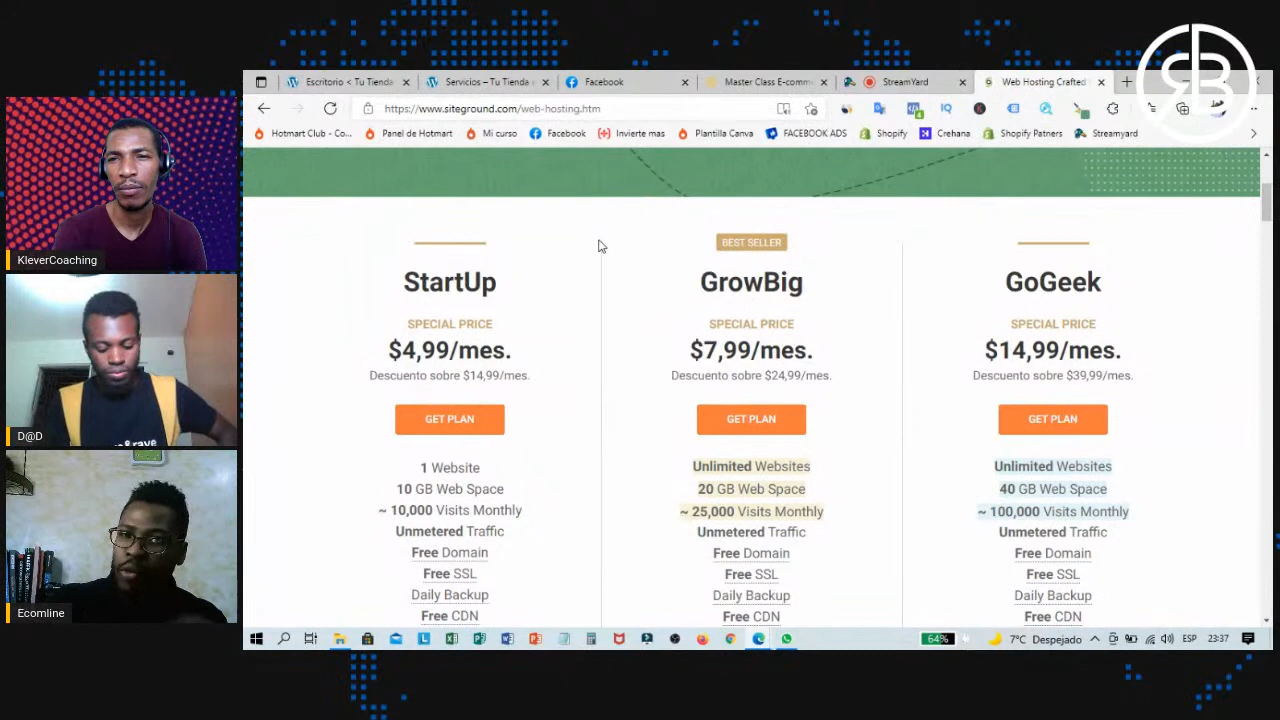 Escritorio < Tu Tienda
Servicios – Tu Tienda
Facebook
Master Class E-comm
StreamYard
Web Hosting Crafted
https://www.siteground.com/web-hosting.htm
Hotmart Club - Co...
Panel de Hotmart
Mi curso
Facebook
Invierte mas
Plantilla Canva
FACEBOOK ADS
Shopify
Crehana
Shopify Patners
Streamyard
StartUp
SPECIAL PRICE
$4,99/mes.
Descuento sobre $14,99/mes.
GET PLAN
1 Website
10 GB Web Space
~ 10,000 Visits Monthly
Unmetered Traffic
Free Domain
Free SSL
Daily Backup
Free CDN
BEST SELLER
GrowBig
SPECIAL PRICE
$7,99/mes.
Descuento sobre $24,99/mes.
GET PLAN
Unlimited Websites
20 GB Web Space
~ 25,000 Visits Monthly
Unmetered Traffic
Free Domain
Free SSL
Daily Backup
Free CDN
GoGeek
SPECIAL PRICE
$14,99/mes.
Descuento sobre $39,99/mes.
GET PLAN
Unlimited Websites
40 GB Web Space
~ 100,000 Visits Monthly
Unmetered Traffic
Free Domain
Free SSL
Daily Backup
Free CDN
KleverCoaching
D@D
Ecomline
64%
7°C Despejado
ESP
23:37